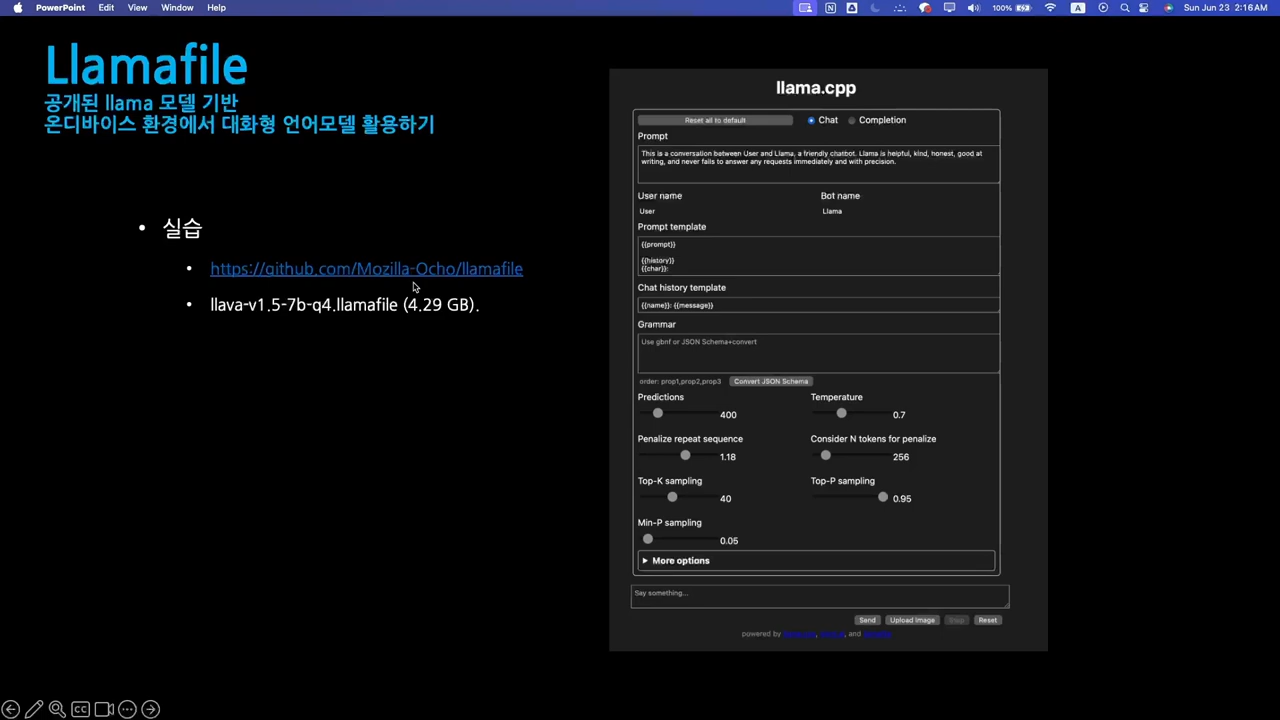 PowerPoint File Edit View Window Help 100% A Sun Jun 23 2:16 AM
Llamafile
공개된 llama 모델 기반
온디바이스 환경에서 대화형 언어모델 활용하기
• 실습
• https://github.com/Mozilla-Ocho/llamafile
• llava-v1.5-7b-q4.llamafile (4.29 GB).
llama.cpp
Reset all to default Chat Completion
Prompt
This is a conversation between User and Llama, a friendly chatbot. Llama is helpful, kind, honest, good at
writing, and never fails to answer any requests immediately and with precision.
User name Bot name
User Llama
Prompt template
{{prompt}}
{{history}}
{{char}}:
Chat history template
{{name}}: {{message}}
Grammar
Use gbnf or JSON Schema+convert
order: prop1,prop2,prop3 Convert JSON Schema
Predictions Temperature
400 0.7
Penalize repeat sequence Consider N tokens for penalize
1.18 256
Top-K sampling Top-P sampling
40 0.95
Min-P sampling
0.05
More options
Say something...
Send Upload Image Stop Reset
powered by , , and
CC